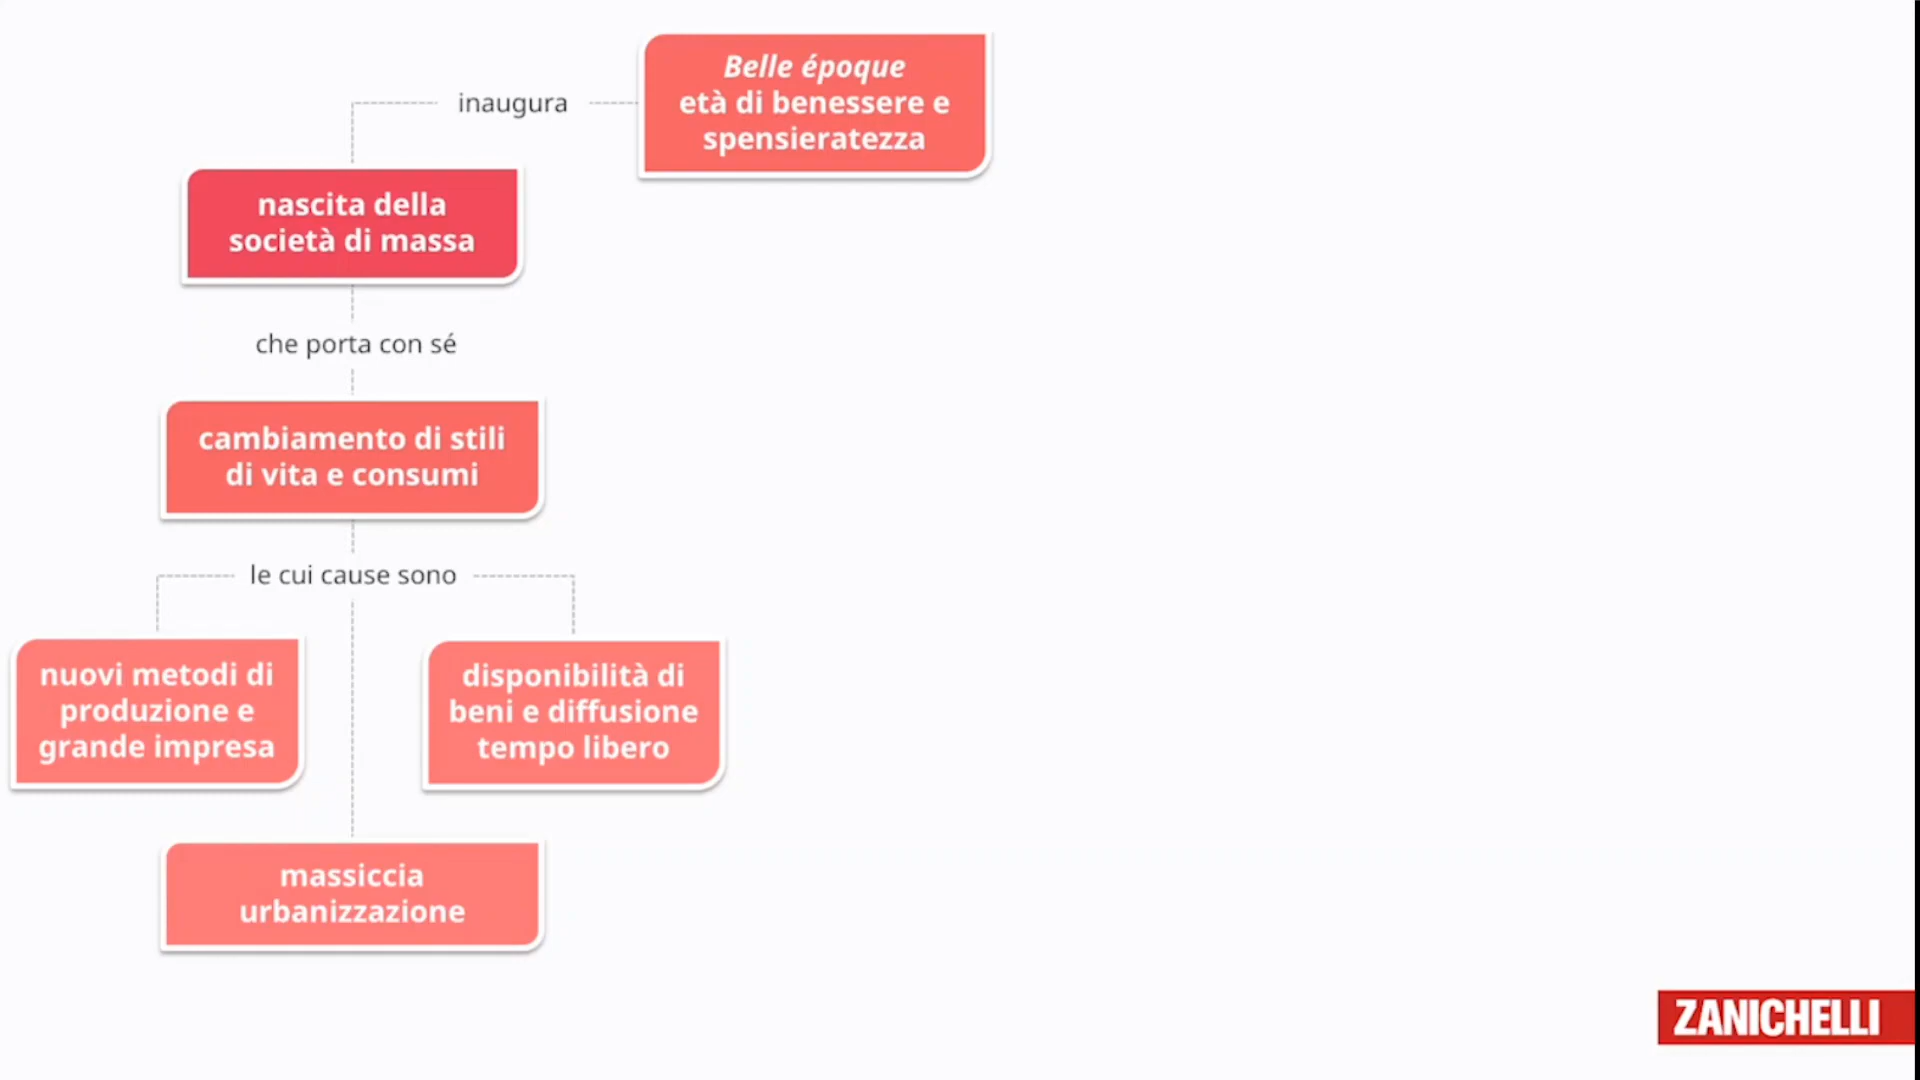 Belle époque
età di benessere e
spensieratezza
inaugura
nascita della
società di massa
che porta con sé
cambiamento di stili
di vita e consumi
le cui cause sono
nuovi metodi di
produzione e
grande impresa
disponibilità di
beni e diffusione
tempo libero
massiccia
urbanizzazione
ZANICHELLI